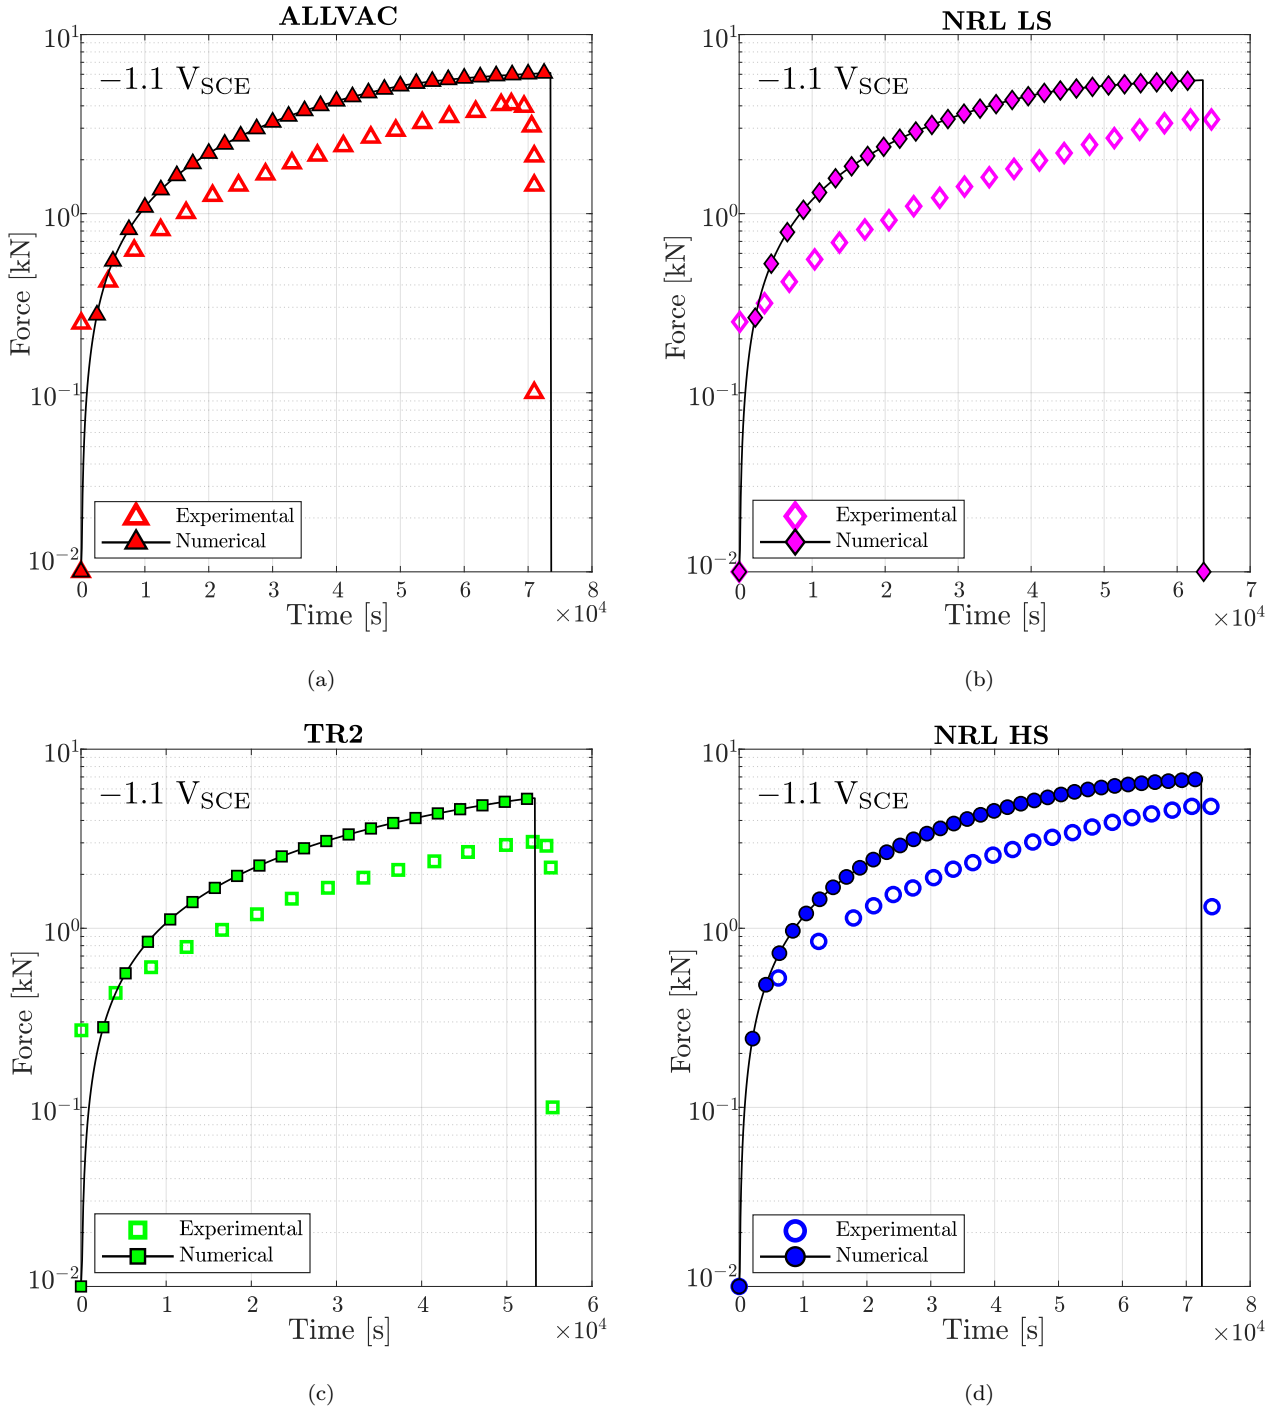 ALLVAC
−1.1 V_SCE
Force [kN]
10^1
10^0
10^−1
10^−2
Experimental
Numerical
0 1 2 3 4 5 6 7 8
Time [s]
×10^4
(a)
NRL LS
−1.1 V_SCE
Force [kN]
10^1
10^0
10^−1
10^−2
Experimental
Numerical
0 1 2 3 4 5 6 7
Time [s]
×10^4
(b)
TR2
−1.1 V_SCE
Force [kN]
10^1
10^0
10^−1
10^−2
Experimental
Numerical
0 1 2 3 4 5 6
Time [s]
×10^4
(c)
NRL HS
−1.1 V_SCE
Force [kN]
10^1
10^0
10^−1
10^−2
Experimental
Numerical
0 1 2 3 4 5 6 7 8
Time [s]
×10^4
(d)